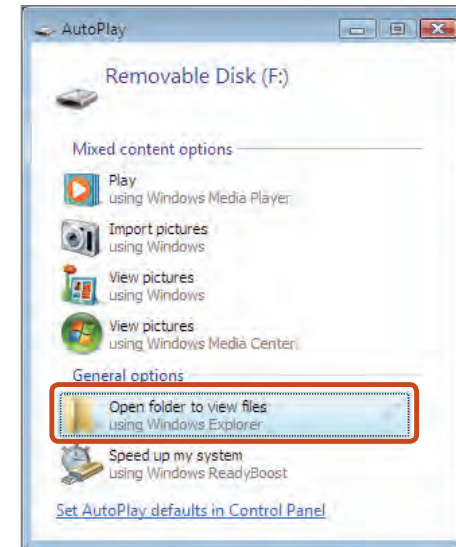 AutoPlay
Removable Disk (F:)
Mixed content options
Play
using Windows Media Player
Import pictures
using Windows
View pictures
using Windows
View pictures
using Windows Media Center
General options
Open folder to view files
using Windows Explorer
Speed up my system
using Windows ReadyBoost
Set AutoPlay defaults in Control Panel